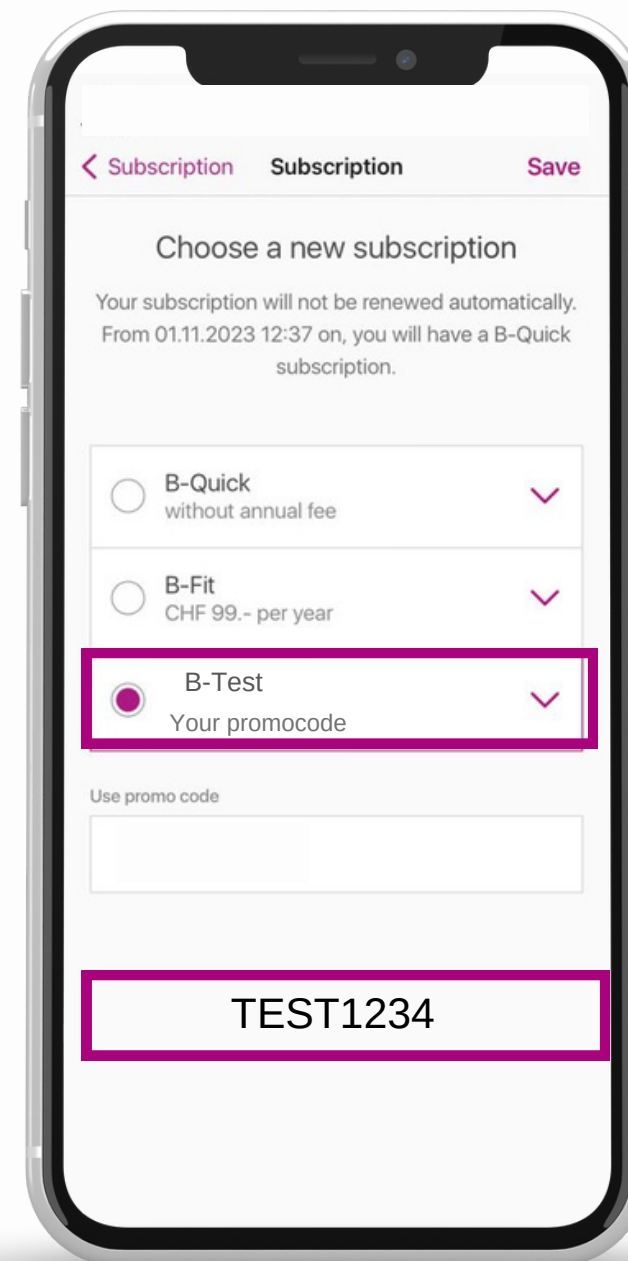 Subscription Subscription Save
Choose a new subscription
Your subscription will not be renewed automatically.
From 01.11.2023 12:37 on, you will have a B-Quick
subscription.
B-Quick
without annual fee
B-Fit
CHF 99.- per year
B-Test
Your promocode
Use promo code
TEST1234